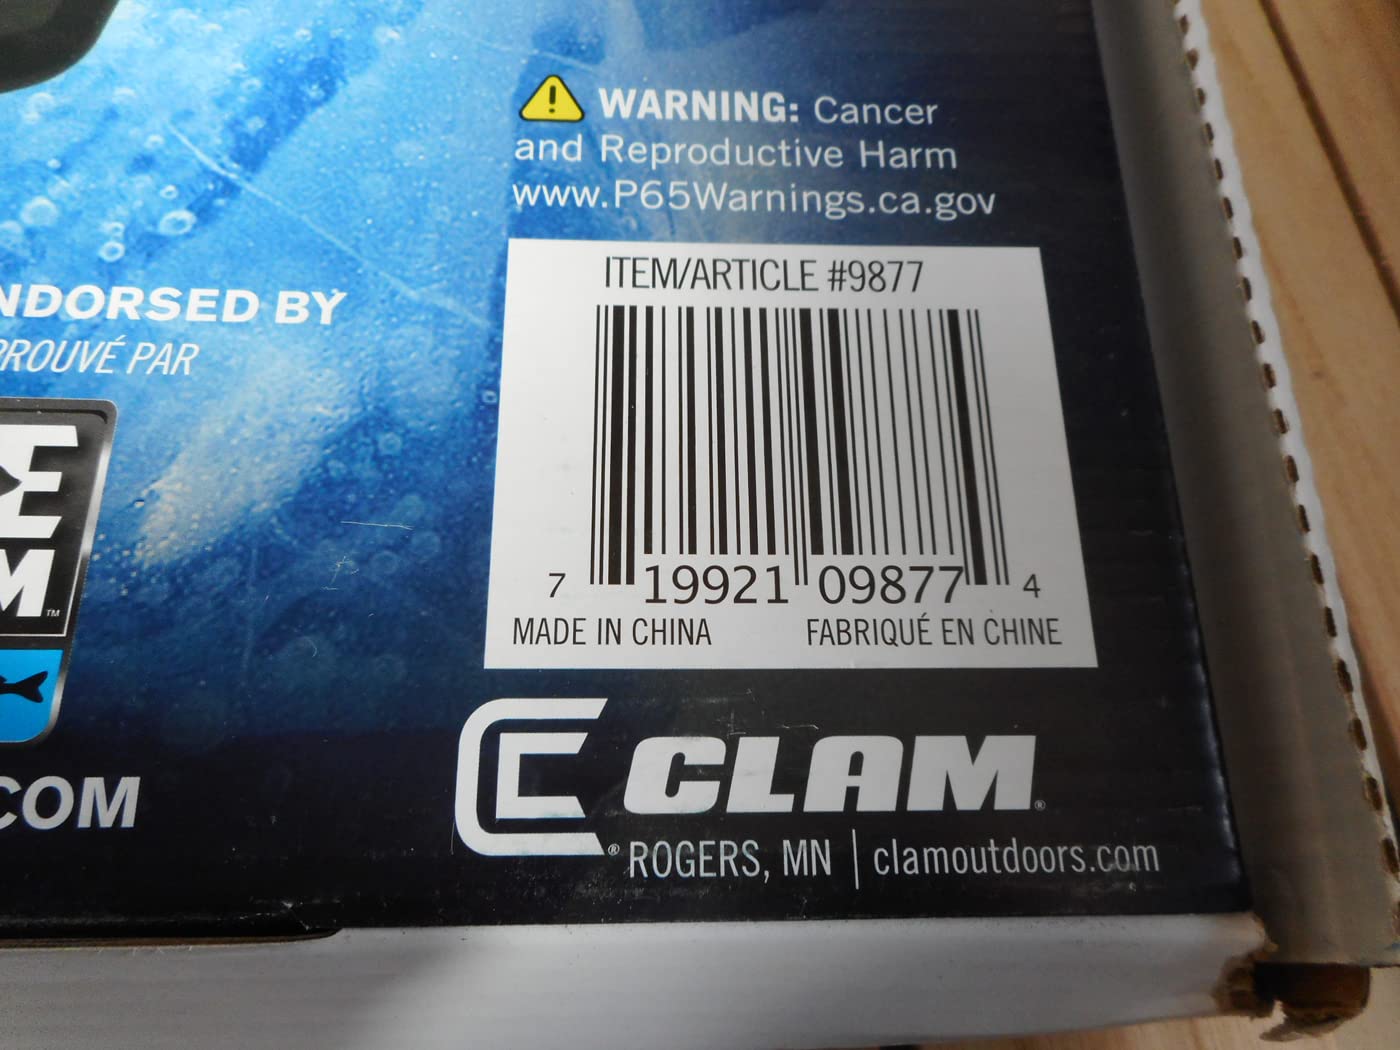 WARNING: Cancer
and Reproductive Harm
www.P65Warnings.ca.gov
ITEM/ARTICLE #9877
7 19921 09877 4
MADE IN CHINA FABRIQUÉ EN CHINE
NDORSED BY
ROUVÉ PAR
E
M™
.COM
CLAM®
® ROGERS, MN | clamoutdoors.com